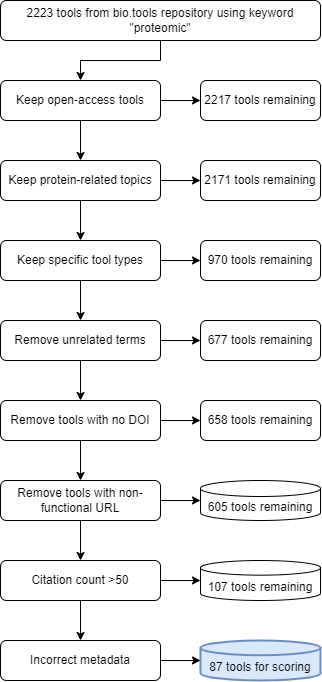 2223 tools from bio.tools repository using keyword
"proteomic"
Keep open-access tools
2217 tools remaining
Keep protein-related topics
2171 tools remaining
Keep specific tool types
970 tools remaining
Remove unrelated terms
677 tools remaining
Remove tools with no DOI
658 tools remaining
Remove tools with non-
functional URL
605 tools remaining
Citation count >50
107 tools remaining
Incorrect metadata
87 tools for scoring